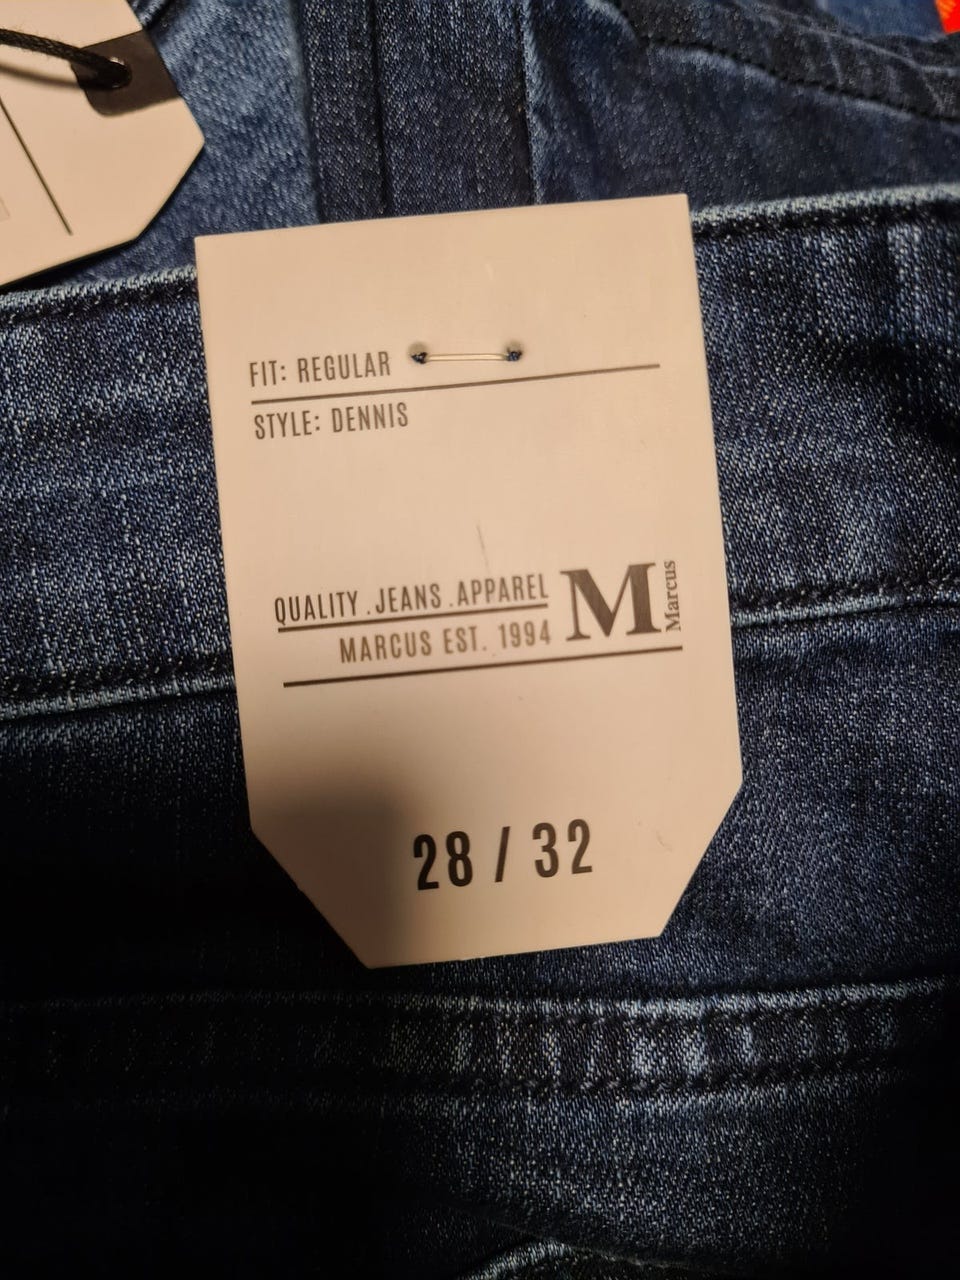 FIT: REGULAR
STYLE: DENNIS
QUALITY .JEANS .APPAREL
MARCUS EST. 1994
M
Marcus
28 / 32